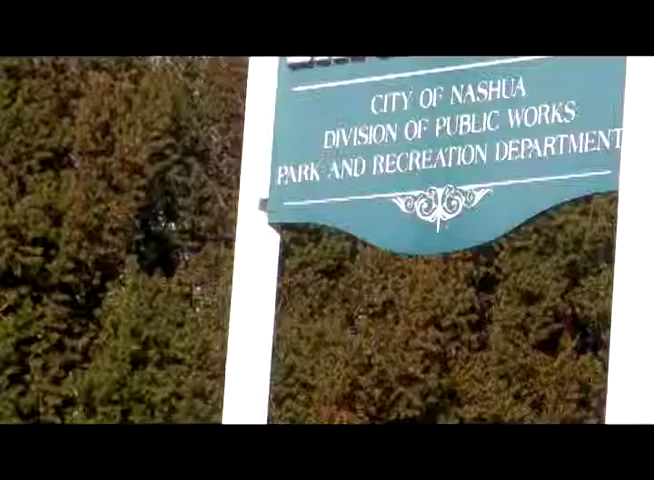 CITY OF NASHUA
DIVISION OF PUBLIC WORKS
PARK AND RECREATION DEPARTMENT